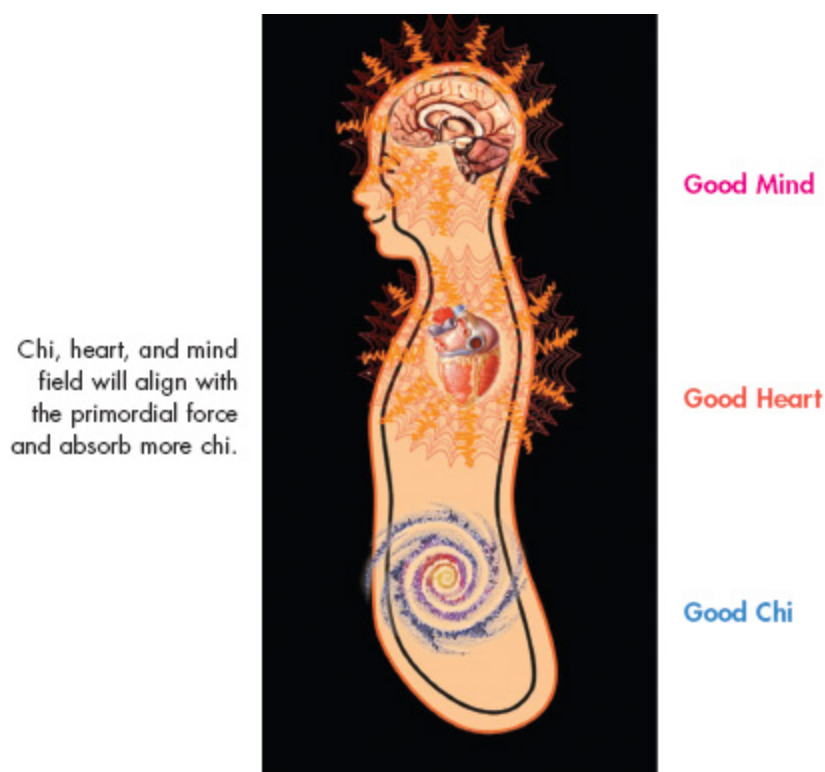 Good Mind
Chi, heart, and mind
field will align with
the primordial force
and absorb more chi.
Good Heart
Good Chi